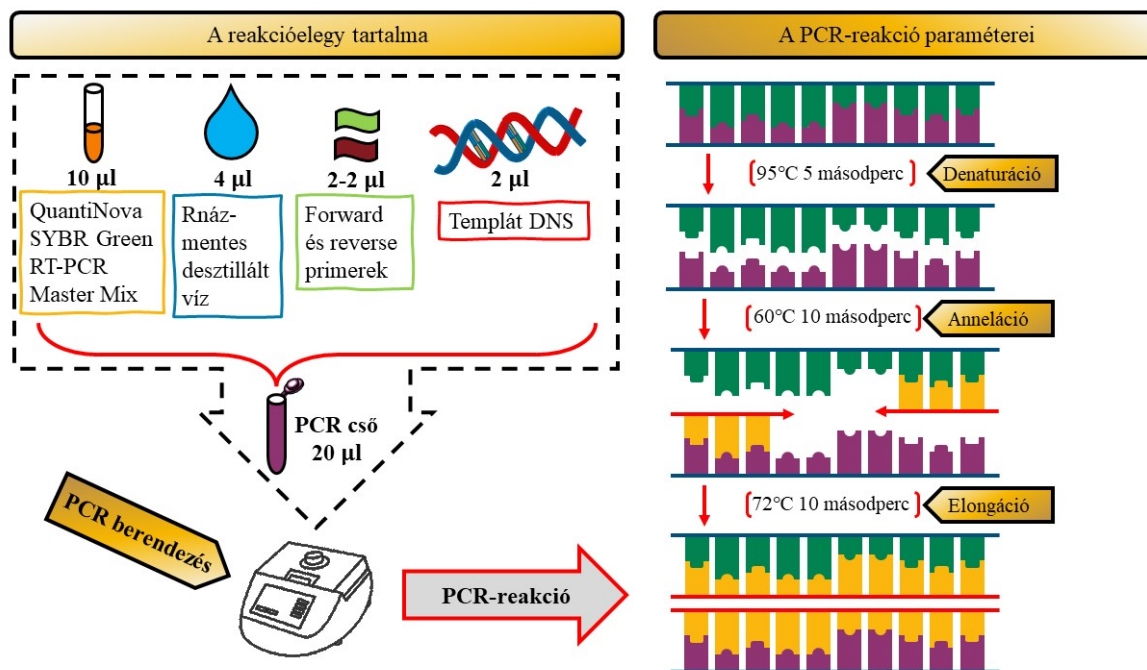 A reakcióelegy tartalma
10 µl
QuantiNova
SYBR Green
RT-PCR
Master Mix
4 µl
Rnáz-
mentes
desztillált
víz
2-2 µl
Forward
és reverse
primerek
2 µl
Templát DNS
PCR cső
20 µl
PCR berendezés
PCR-reakció
A PCR-reakció paraméterei
95°C 5 másodperc
Denaturáció
60°C 10 másodperc
Anneláció
72°C 10 másodperc
Elongáció